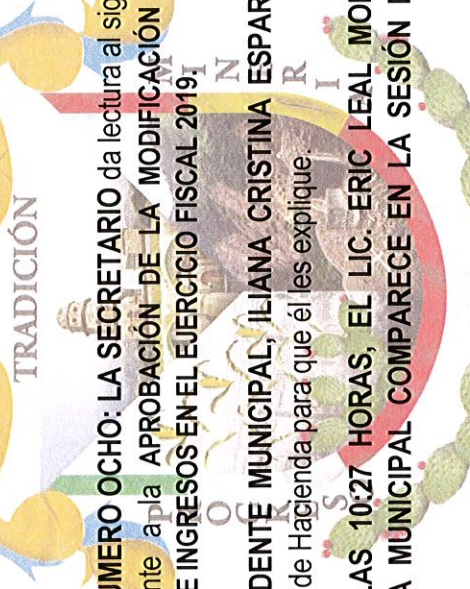 TRADICIÓN
UMERO OCHO: LA SECRETARIO da lectura al sig
nte a la APROBACIÓN DE LA MODIFICACIÓN
E INGRESOS EN EL EJERCICIO FISCAL 2019.
DENTE MUNICIPAL, ILIANA CRISTINA ESPAR
de Hacienda para que él les explique.
LAS 10:27 HORAS, EL LIC. ERIC LEAL MO
A MUNICIPAL COMPARECE EN LA SESIÓN